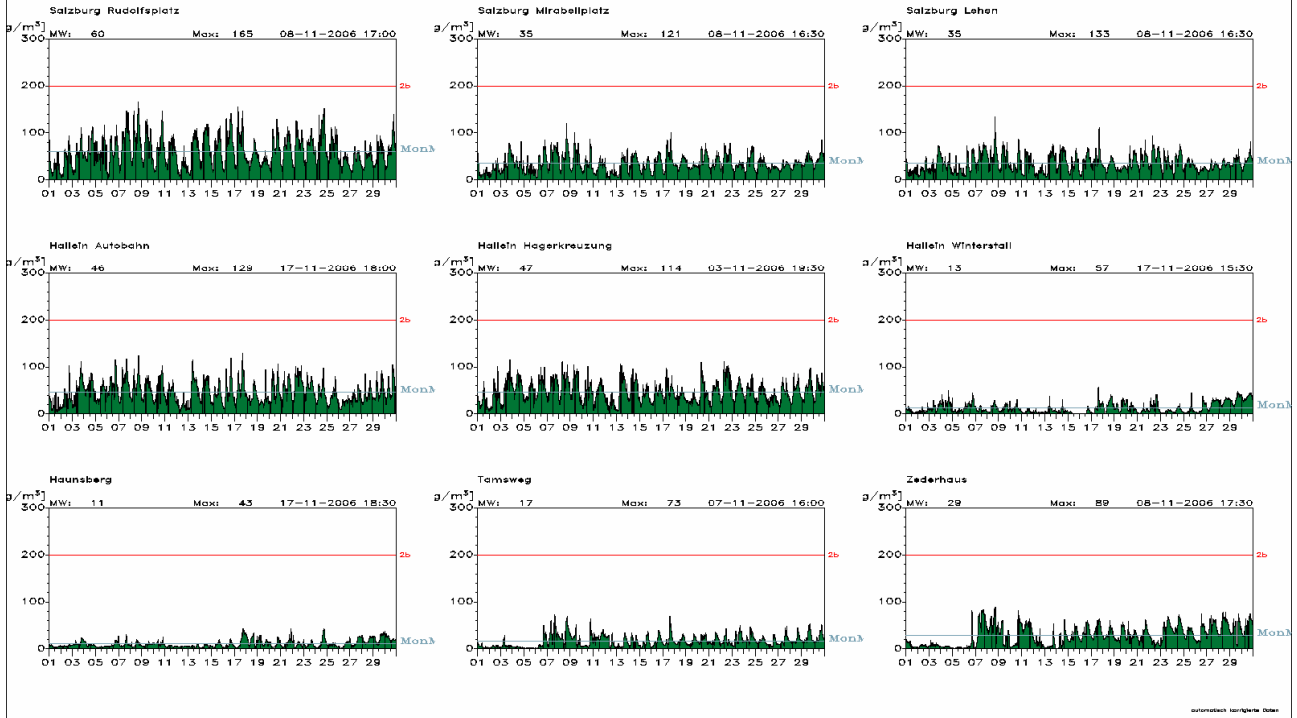 Salzburg Rudolfsplatz Salzburg Mirabellplatz Salzburg Lehen
g/m³] MW: 60 Max: 165 08-11-2006 17:00 g/m³] MW: 35 Max: 121 08-11-2006 16:30 g/m³] MW: 35 Max: 133 08-11-2006 16:30
300 300 300
200 2b 200 2b 200 2b
100 100 100
MonM MonM MonM
0 0 0
01 03 05 07 09 11 13 15 17 19 21 23 25 27 29 01 03 05 07 09 11 13 15 17 19 21 23 25 27 29 01 03 05 07 09 11 13 15 17 19 21 23 25 27 29
Hallein Autobahn Hallein Hagerkreuzung Hallein Winterstall
g/m³] MW: 46 Max: 129 17-11-2006 18:00 g/m³] MW: 47 Max: 114 03-11-2006 19:30 g/m³] MW: 13 Max: 57 17-11-2006 15:30
300 300 300
200 2b 200 2b 200 2b
100 100 100
MonM MonM MonM
0 0 0
01 03 05 07 09 11 13 15 17 19 21 23 25 27 29 01 03 05 07 09 11 13 15 17 19 21 23 25 27 29 01 03 05 07 09 11 13 15 17 19 21 23 25 27 29
Haunsberg Tamsweg Zederhaus
g/m³] MW: 11 Max: 43 17-11-2006 18:30 g/m³] MW: 17 Max: 73 07-11-2006 16:00 g/m³] MW: 29 Max: 89 08-11-2006 17:30
300 300 300
200 2b 200 2b 200 2b
100 100 100
MonM MonM MonM
0 0 0
01 03 05 07 09 11 13 15 17 19 21 23 25 27 29 01 03 05 07 09 11 13 15 17 19 21 23 25 27 29 01 03 05 07 09 11 13 15 17 19 21 23 25 27 29
automatisch korrigierte Daten